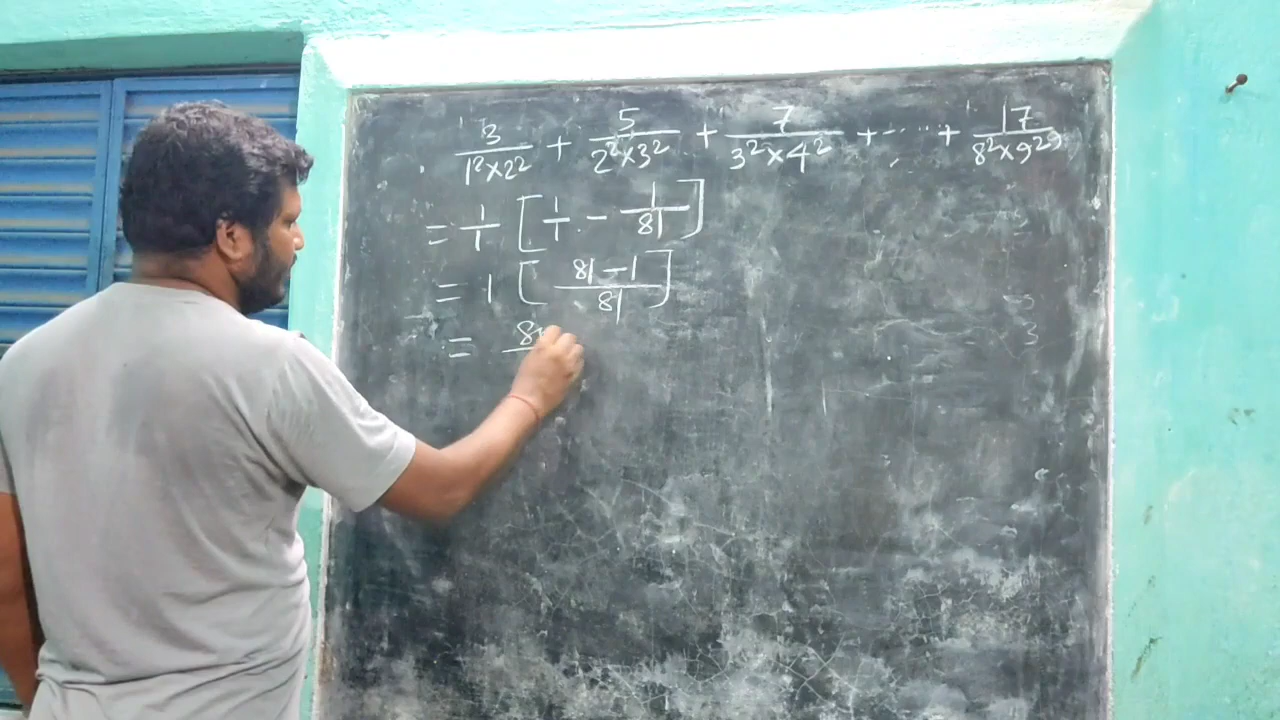 3/1²×2² + 5/2²×3² + 7/3²×4² + ..... + 17/8²×9²
= 1/1 [1/1 - 1/81]
= 1 [81-1/81]
= 8